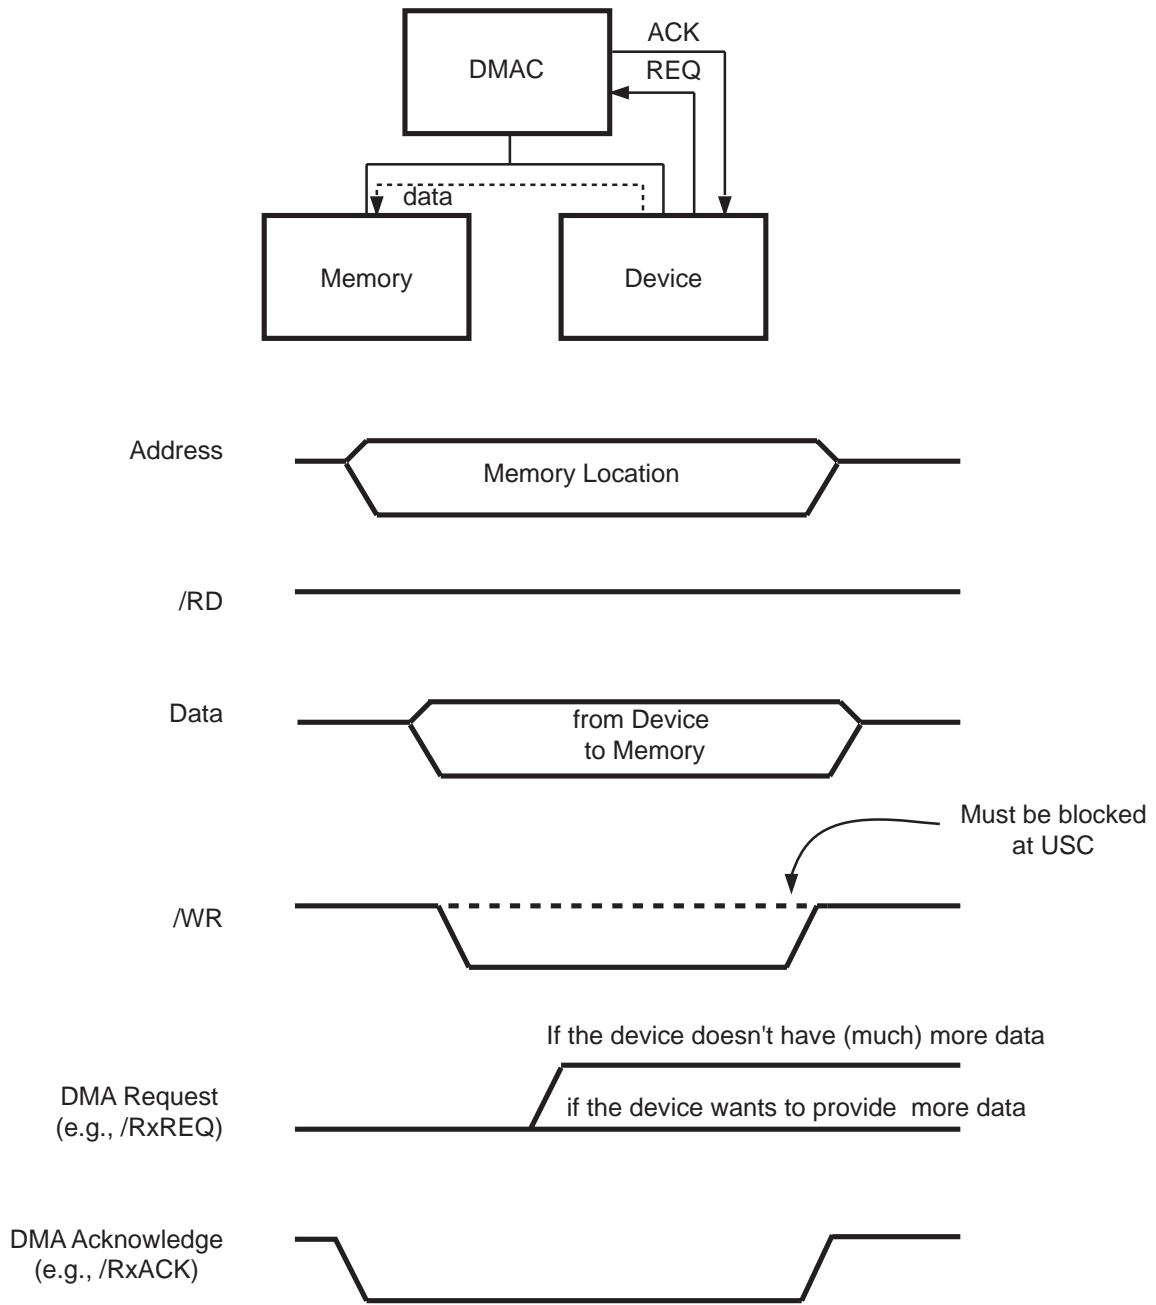 DMAC
ACK
REQ
data
Memory
Device
Address
Memory Location
/RD
Data
from Device
to Memory
Must be blocked
at USC
/WR
If the device doesn't have (much) more data
DMA Request
(e.g., /RxREQ)
if the device wants to provide more data
DMA Acknowledge
(e.g., /RxACK)